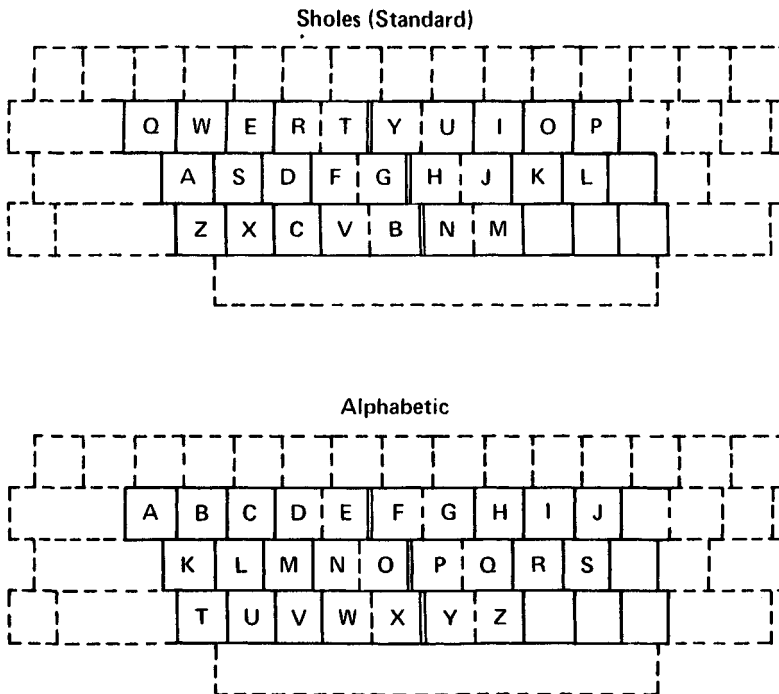 Sholes (Standard)
Q W E R T Y U I O P
A S D F G H J K L
Z X C V B N M
Alphabetic
A B C D E F G H I J
K L M N O P Q R S
T U V W X Y Z